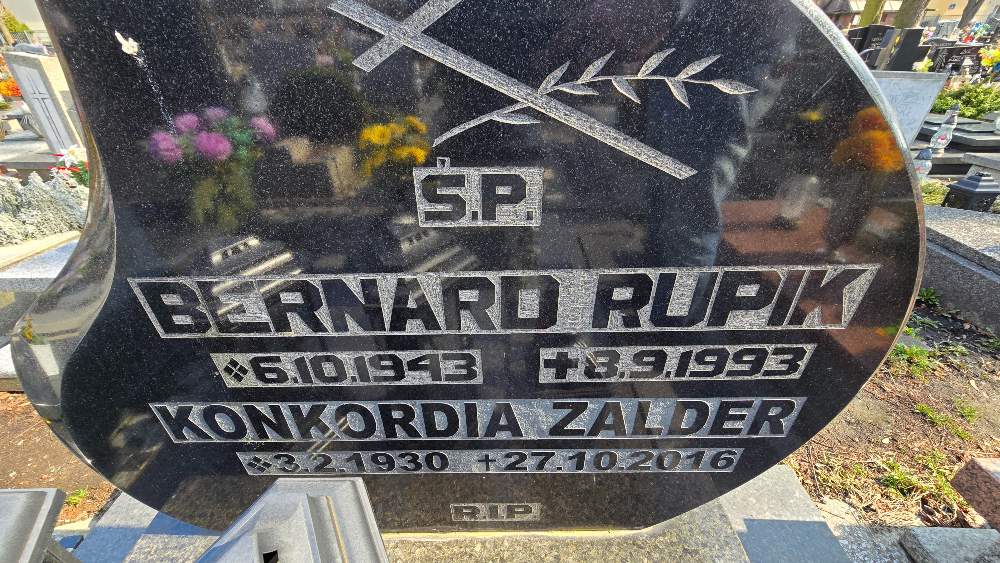 Ś.P.
BERNARD RUPIK
6.10.1943 +8.9.1993
KONKORDIA ZALDER
3.2.1930 +27.10.2016
R.I.P